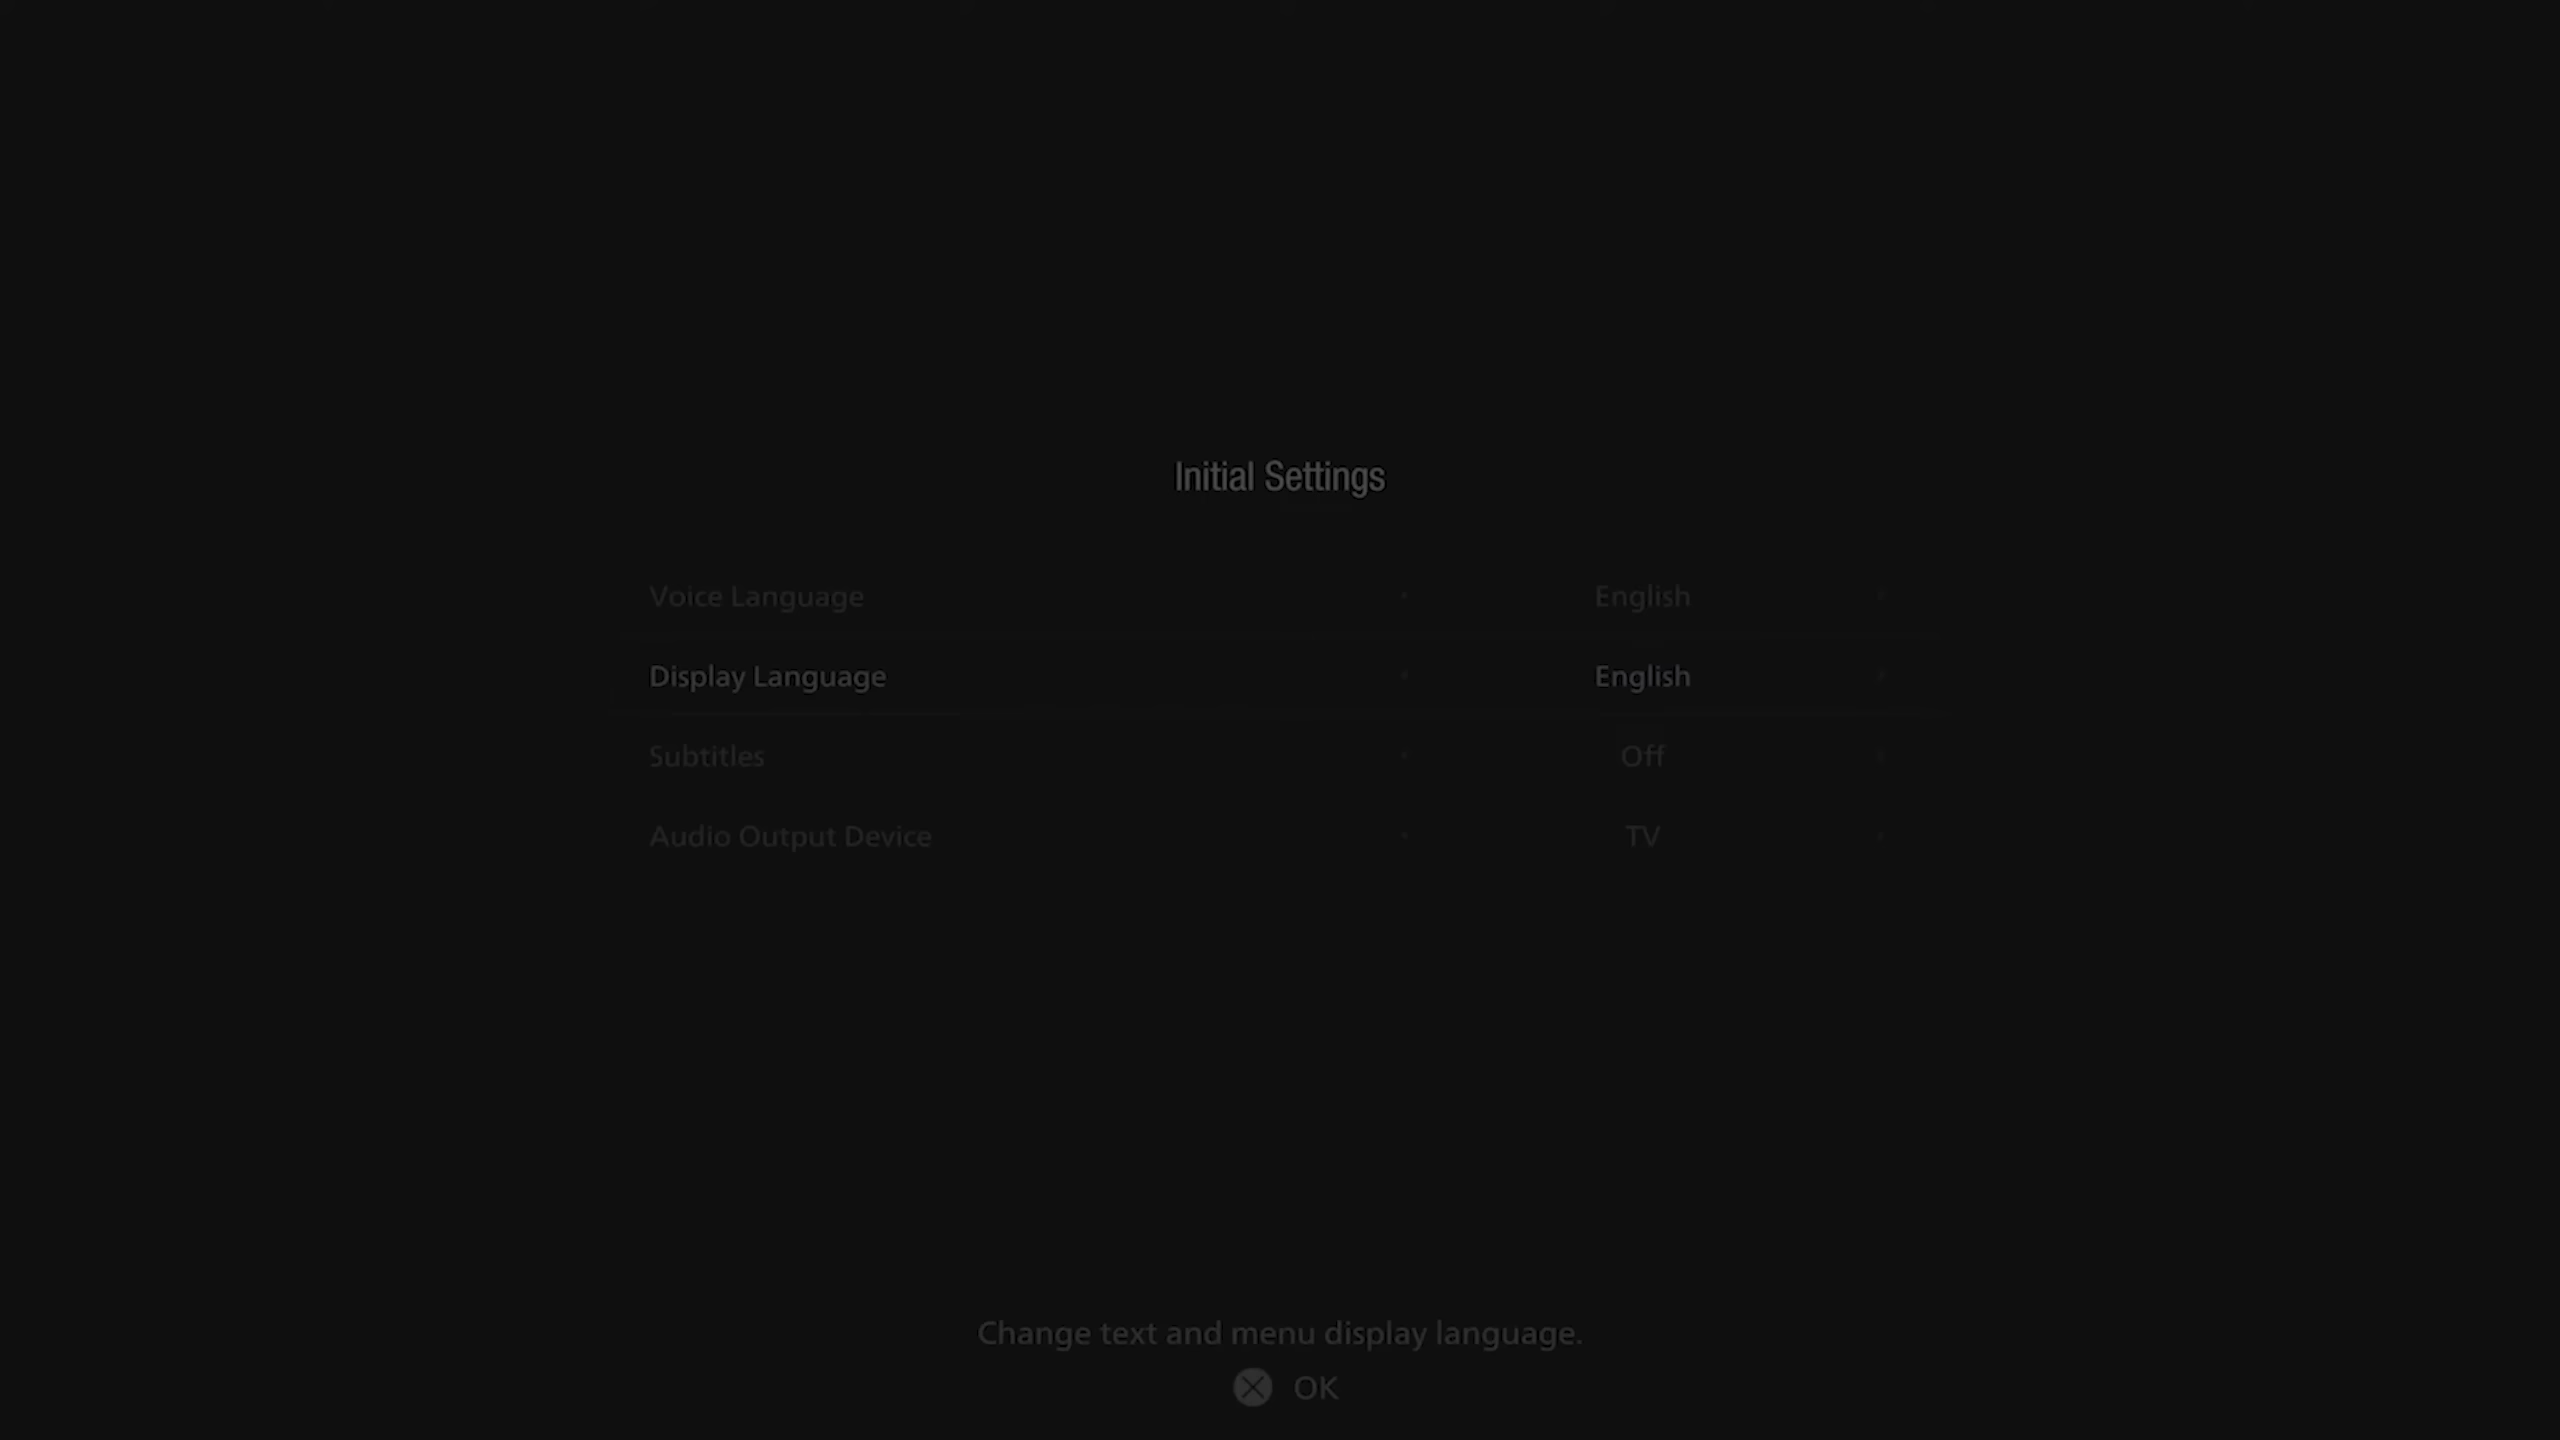 Initial Settings
Voice Language English
Display Language English
Subtitles Off
Audio Output Device TV
Change text and menu display language.
OK